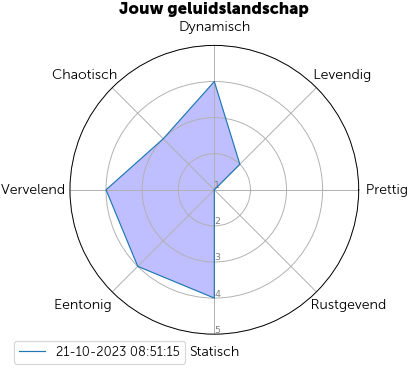 Jouw geluidslandschap
Dynamisch
Chaotisch
Levendig
Vervelend
1
Prettig
2
3
4
Eentonig
Rustgevend
5
21-10-2023 08:51:15
Statisch